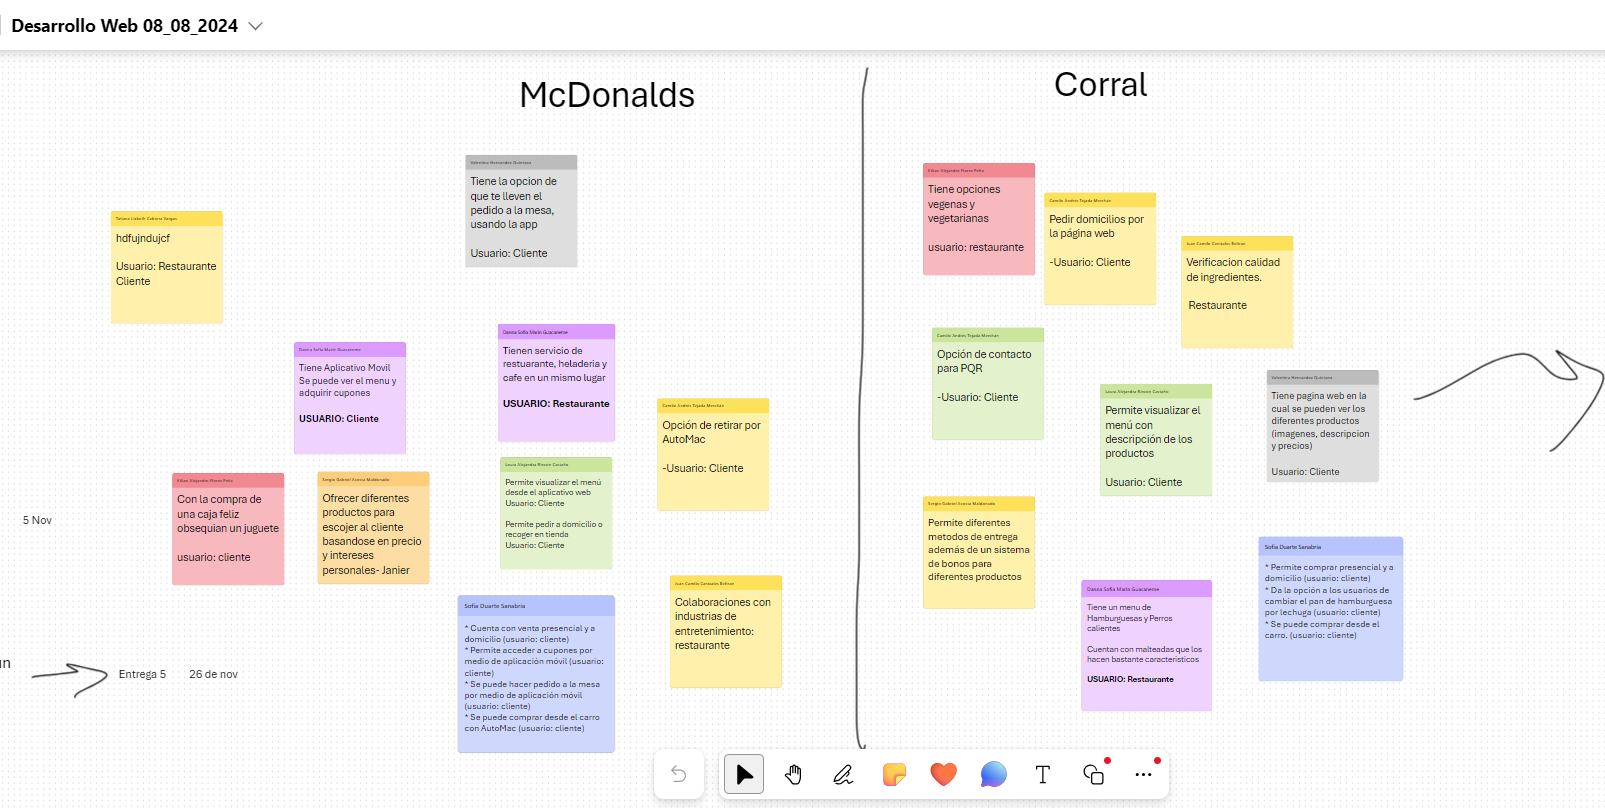 Desarrollo Web 08_08_2024
McDonalds
Corral
Valentina Hernandez Quintana
Tiene la opcion de
que te lleven el
pedido a la mesa,
usando la app
Usuario: Cliente
Tatiana Lisbeth Cabrera Vargas
hdfujndujcf
Usuario: Restaurante
Cliente
Danna Sofia Marin Guacaneme
Tiene Aplicativo Movil
Se puede ver el menu y
adquirir cupones
USUARIO: Cliente
Danna Sofia Marin Guacaneme
Tienen servicio de
restuarante, heladeria y
cafe en un mismo lugar
USUARIO: Restaurante
Camilo Andres Tejada Merchán
Opción de retirar por
AutoMac
-Usuario: Cliente
Kilian Alejandro Florez Peña
Con la compra de
una caja feliz
obsequian un juguete
usuario: cliente
Sergio Gabriel Acosta Maldonado
Ofrecer diferentes
productos para
escojer al cliente
basandose en precio
y intereses
personales- Janier
Laura Alejandra Rincón Castaño
Permite visualizar el menú
desde el aplicativo web
Usuario: Cliente
Permite pedir a domicilio o
recoger en tienda
Usuario: Cliente
5 Nov
Juan Camilo Conzales Beltran
Colaboraciones con
industrias de
entretenimiento:
restaurante
Sofia Duarte Sanabria
* Cuenta con venta presencial y a
domicilio (usuario: cliente)
* Permite acceder a cupones por
medio de aplicación móvil (usuario:
cliente)
* Se puede hacer pedido a la mesa
por medio de aplicación móvil
(usuario: cliente)
* Se puede comprar desde el carro
con AutoMac (usuario: cliente)
Entrega 5
26 de nov
Kilian Alejandro Florez Peña
Tiene opciones
vegenas y
vegetarianas
usuario: restaurante
Camilo Andres Tejada Merchán
Pedir domicilios por
la página web
-Usuario: Cliente
Juan Camilo Conzales Beltran
Verificacion calidad
de ingredientes.
Restaurante
Camilo Andres Tejada Merchán
Opción de contacto
para PQR
-Usuario: Cliente
Laura Alejandra Rincón Castaño
Permite visualizar el
menú con
descripción de los
productos
Usuario: Cliente
Valentina Hernandez Quintana
Tiene pagina web en la
cual se pueden ver los
diferentes productos
(imagenes, descripcion
y precios)
Usuario: Cliente
Sergio Gabriel Acosta Maldonado
Permite diferentes
metodos de entrega
además de un sistema
de bonos para
diferentes productos
Danna Sofia Marin Guacaneme
Tiene un menu de
Hamburguesas y Perros
calientes
Cuentan con malteadas que los
hacen bastante caracteristicos
USUARIO: Restaurante
Sofia Duarte Sanabria
* Permite comprar presencial y a
domicilio (usuario: cliente)
* Da la opción a los usuarios de
cambiar el pan de hamburguesa
por lechuga (usuario: cliente)
* Se puede comprar desde el
carro. (usuario: cliente)
T